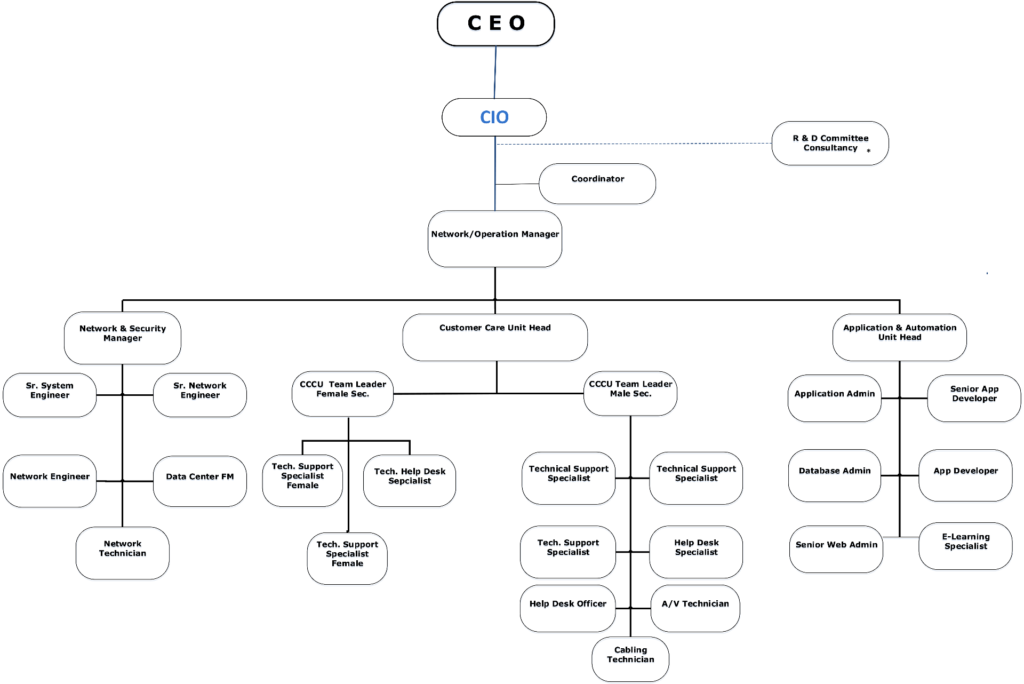 C E O
CIO
R & D Committee
Consultancy *
Coordinator
Network/Operation Manager
Network & Security
Manager
Customer Care Unit Head
Application & Automation
Unit Head
Sr. System
Engineer
Sr. Network
Engineer
CCCU Team Leader
Female Sec.
CCCU Team Leader
Male Sec.
Application Admin
Senior App
Developer
Network Engineer
Data Center FM
Tech. Support
Specialist
Female
Tech. Help Desk
Sepcialist
Technical Support
Specialist
Technical Support
Specialist
Database Admin
App Developer
Network
Technician
Tech. Support
Specialist
Female
Tech. Support
Specialist
Help Desk
Specialist
Senior Web Admin
E-Learning
Specialist
Help Desk Officer
A/V Technician
Cabling
Technician